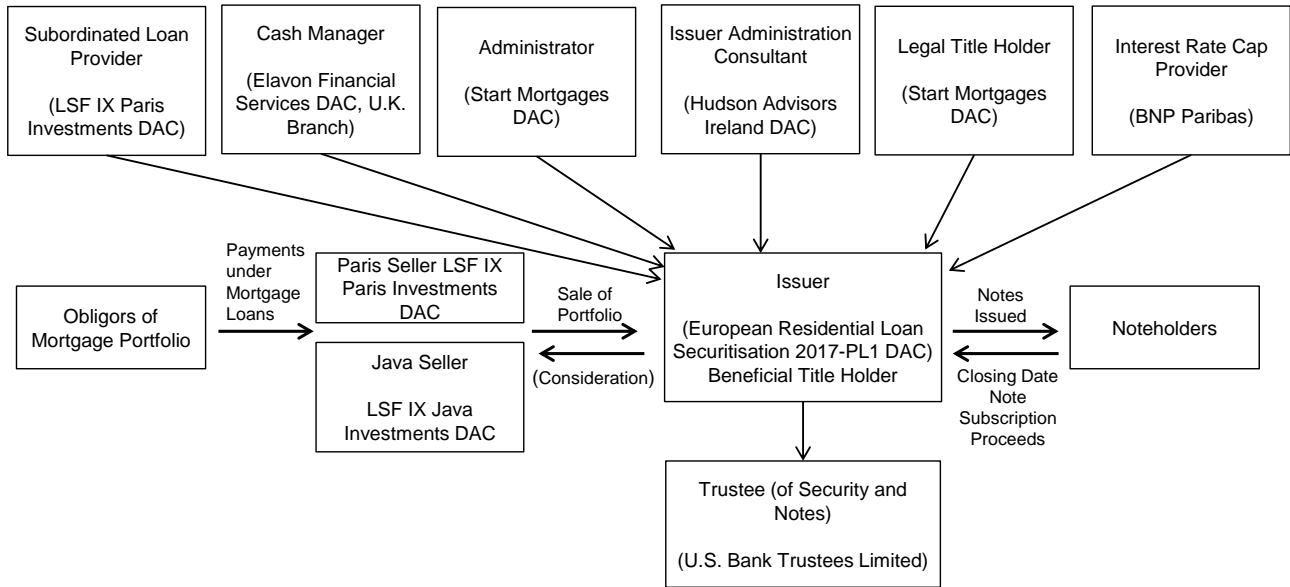 Subordinated Loan
Provider
(LSF IX Paris
Investments DAC)
Cash Manager
(Elavon Financial
Services DAC, U.K.
Branch)
Administrator
(Start Mortgages
DAC)
Issuer Administration
Consultant
(Hudson Advisors
Ireland DAC)
Legal Title Holder
(Start Mortgages
DAC)
Interest Rate Cap
Provider
(BNP Paribas)
Obligors of
Mortgage Portfolio
Payments
under
Mortgage
Loans
Paris Seller LSF IX
Paris Investments
DAC
Java Seller
LSF IX Java
Investments DAC
Sale of
Portfolio
(Consideration)
Issuer
(European Residential Loan
Securitisation 2017-PL1 DAC)
Beneficial Title Holder
Notes
Issued
Closing Date
Note
Subscription
Proceeds
Noteholders
Trustee (of Security and
Notes)
(U.S. Bank Trustees Limited)